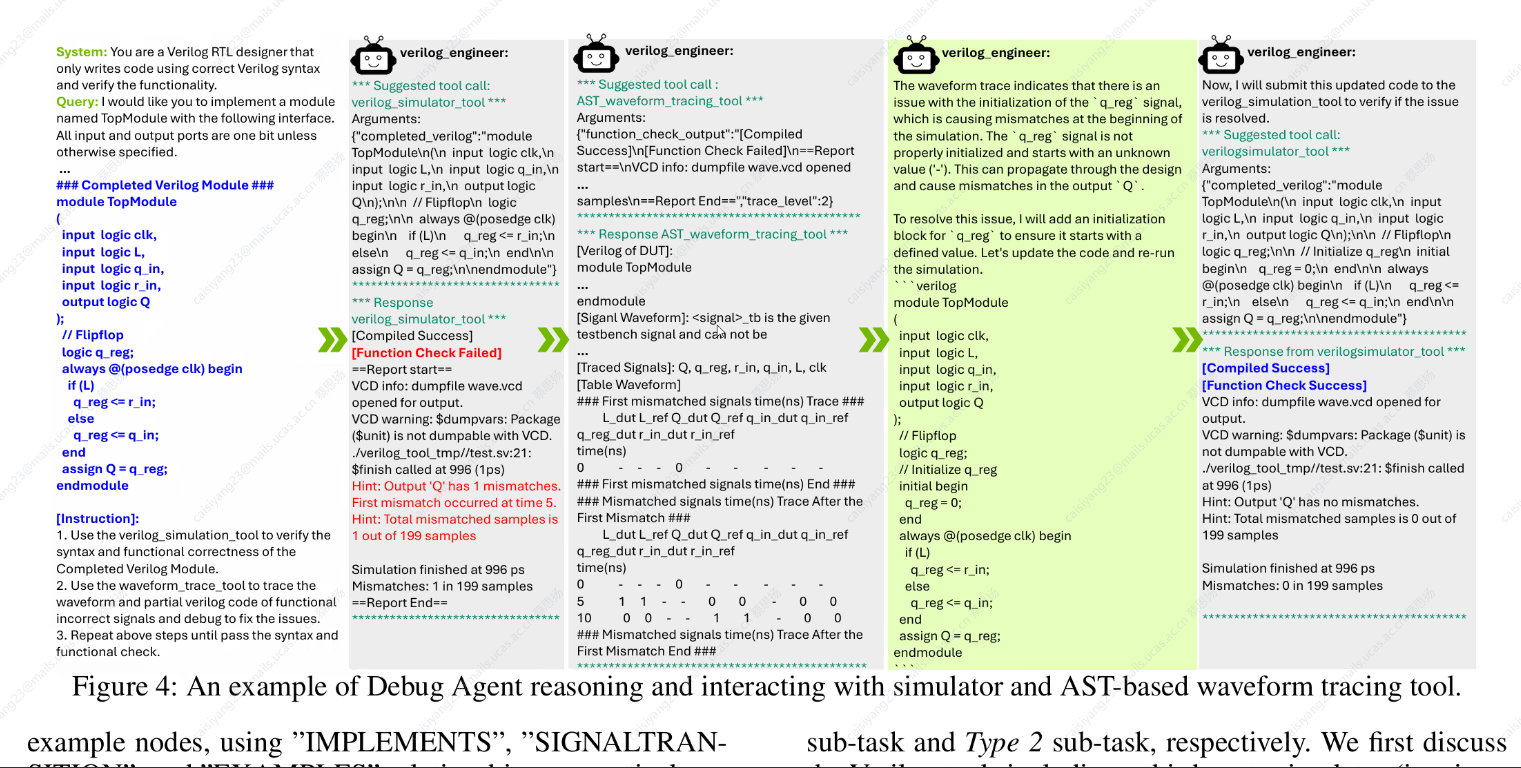 System: You are a Verilog RTL designer that
only writes code using correct Verilog syntax
and verify the functionality.
Query: I would like you to implement a module
named TopModule with the following interface.
All input and output ports are one bit unless
otherwise specified.
...
### Completed Verilog Module ###
module TopModule
(
input logic clk,
input logic L,
input logic q_in,
input logic r_in,
output logic Q
);
// Flipflop
logic q_reg;
always @(posedge clk) begin
if (L)
q_reg <= r_in;
else
q_reg <= q_in;
end
assign Q = q_reg;
endmodule
[Instruction]:
1. Use the verilog_simulation_tool to verify the
syntax and functional correctness of the
Completed Verilog Module.
2. Use the waveform_trace_tool to trace the
waveform and partial verilog code of functional
incorrect signals and debug to fix the issues.
3. Repeat above steps until pass the syntax and
functional check.
verilog_engineer:
*** Suggested tool call:
verilog_simulator_tool ***
Arguments:
{"completed_verilog":"module
TopModule\n(\n input logic clk,\n
input logic L,\n input logic q_in,\n
input logic r_in,\n output logic
Q\n);\n\n // Flipflop\n logic
q_reg;\n\n always @(posedge clk)
begin\n if (L)\n q_reg <= r_in;\n
else\n q_reg <= q_in;\n end\n\n
assign Q = q_reg;\n\nendmodule"}
*******************************
*** Response
verilog_simulator_tool ***
[Compiled Success]
[Function Check Failed]
==Report start==
VCD info: dumpfile wave.vcd
opened for output.
VCD warning: $dumpvars: Package
($unit) is not dumpable with VCD.
./verilog_tool_tmp//test.sv:21:
$finish called at 996 (1ps)
Hint: Output 'Q' has 1 mismatches.
First mismatch occurred at time 5.
Hint: Total mismatched samples is
1 out of 199 samples
Simulation finished at 996 ps
Mismatches: 1 in 199 samples
==Report End==
*******************************
verilog_engineer:
*** Suggested tool call :
AST_waveform_tracing_tool ***
Arguments:
{"function_check_output":"[Compiled
Success]\n[Function Check Failed]\n==Report
start==\nVCD info: dumpfile wave.vcd opened
...
samples\n==Report End==","trace_level":2}
*******************************************
*** Response AST_waveform_tracing_tool ***
[Verilog of DUT]:
module TopModule
...
endmodule
[Siganl Waveform]: <signal>_tb is the given
testbench signal and can not be
...
[Traced Signals]: Q, q_reg, r_in, q_in, L, clk
[Table Waveform]
### First mismatched signals time(ns) Trace ###
L_dut L_ref Q_dut Q_ref q_in_dut q_in_ref
q_reg_dut r_in_dut r_in_ref
time(ns)
0 - - - 0 - - - - -
### First mismatched signals time(ns) End ###
### Mismatched signals time(ns) Trace After the
First Mismatch ###
L_dut L_ref Q_dut Q_ref q_in_dut q_in_ref
q_reg_dut r_in_dut r_in_ref
time(ns)
0 - - - 0 - - - - -
5 1 1 - - 0 0 - 0 0
10 0 0 - - 1 1 - 0 0
### Mismatched signals time(ns) Trace After the
First Mismatch End ###
********************************************
verilog_engineer:
The waveform trace indicates that there is an
issue with the initialization of the `q_reg` signal,
which is causing mismatches at the beginning of
the simulation. The `q_reg` signal is not
properly initialized and starts with an unknown
value ('-'). This can propagate through the design
and cause mismatches in the output `Q`.
To resolve this issue, I will add an initialization
block for `q_reg` to ensure it starts with a
defined value. Let's update the code and re-run
the simulation.
```verilog
module TopModule
(
input logic clk,
input logic L,
input logic q_in,
input logic r_in,
output logic Q
);
// Flipflop
logic q_reg;
// Initialize q_reg
initial begin
q_reg = 0;
end
always @(posedge clk) begin
if (L)
q_reg <= r_in;
else
q_reg <= q_in;
end
assign Q = q_reg;
endmodule
```
verilog_engineer:
Now, I will submit this updated code to the
verilog_simulation_tool to verify if the issue
is resolved.
*** Suggested tool call:
verilogsimulator_tool ***
Arguments:
{"completed_verilog":"module
TopModule\n(\n input logic clk,\n input
logic L,\n input logic q_in,\n input logic
r_in,\n output logic Q\n);\n\n // Flipflop\n
logic q_reg;\n\n // Initialize q_reg\n initial
begin\n q_reg = 0;\n end\n\n always
@(posedge clk) begin\n if (L)\n q_reg <=
r_in;\n else\n q_reg <= q_in;\n end\n\n
assign Q = q_reg;\n\nendmodule"}
****************************************
*** Response from verilogsimulator_tool ***
[Compiled Success]
[Function Check Success]
VCD info: dumpfile wave.vcd opened for
output.
VCD warning: $dumpvars: Package ($unit) is
not dumpable with VCD.
./verilog_tool_tmp//test.sv:21: $finish called
at 996 (1ps)
Hint: Output 'Q' has no mismatches.
Hint: Total mismatched samples is 0 out of
199 samples
Simulation finished at 996 ps
Mismatches: 0 in 199 samples
****************************************
Figure 4: An example of Debug Agent reasoning and interacting with simulator and AST-based waveform tracing tool.
example nodes, using ”IMPLEMENTS”, ”SIGNALTRAN-
sub-task and Type 2 sub-task, respectively. We first discuss